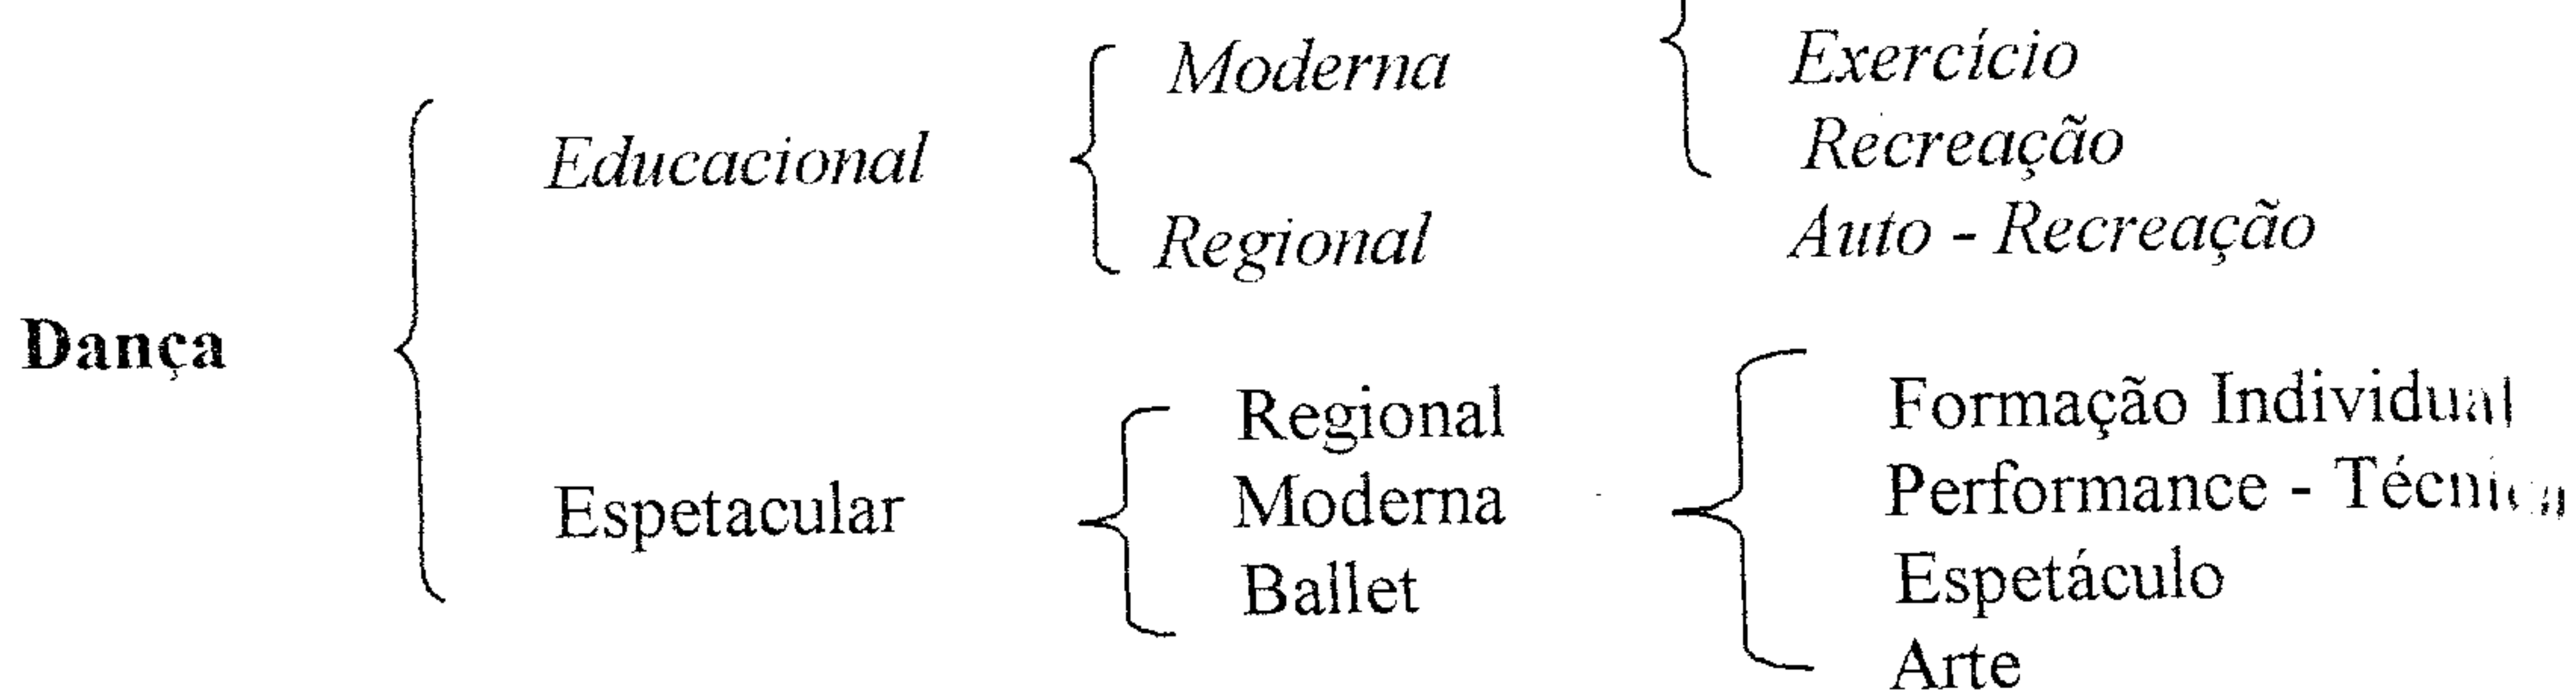 Moderna
Exercício
Educacional
Recreação
Regional
Auto - Recreação
Dança
Espetacular
Regional
Moderna
Ballet
Formação Individual
Performance - Técnica
Espetáculo
Arte